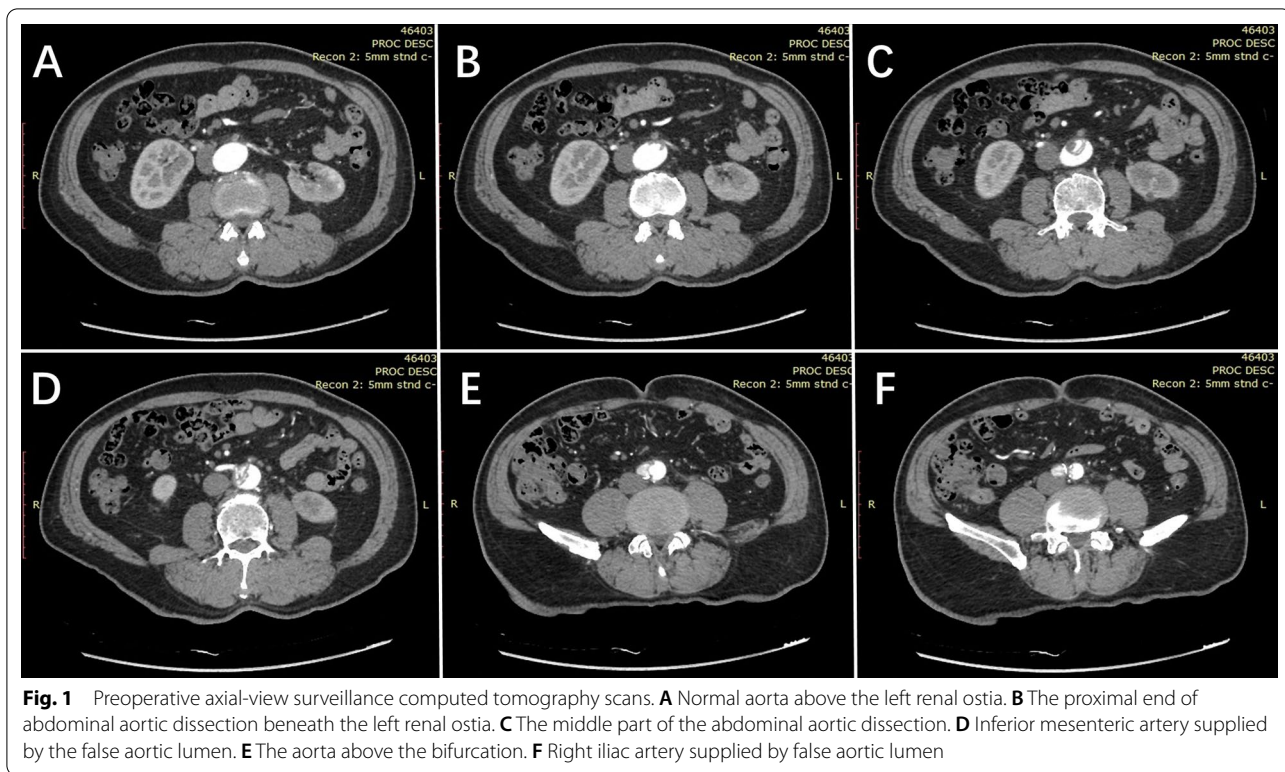 46403
PROC DESC
Recon 2: 5mm stnd c-
A
R
L
46403
PROC DESC
Recon 2: 5mm stnd c-
B
R
L
46403
PROC DESC
Recon 2: 5mm stnd c-
C
R
L
46403
PROC DESC
Recon 2: 5mm stnd c-
D
R
L
46403
PROC DESC
Recon 2: 5mm stnd c-
E
R
L
46403
PROC DESC
Recon 2: 5mm stnd c-
F
R
L
Fig. 1 Preoperative axial-view surveillance computed tomography scans. A Normal aorta above the left renal ostia. B The proximal end of
abdominal aortic dissection beneath the left renal ostia. C The middle part of the abdominal aortic dissection. D Inferior mesenteric artery supplied
by the false aortic lumen. E The aorta above the bifurcation. F Right iliac artery supplied by false aortic lumen